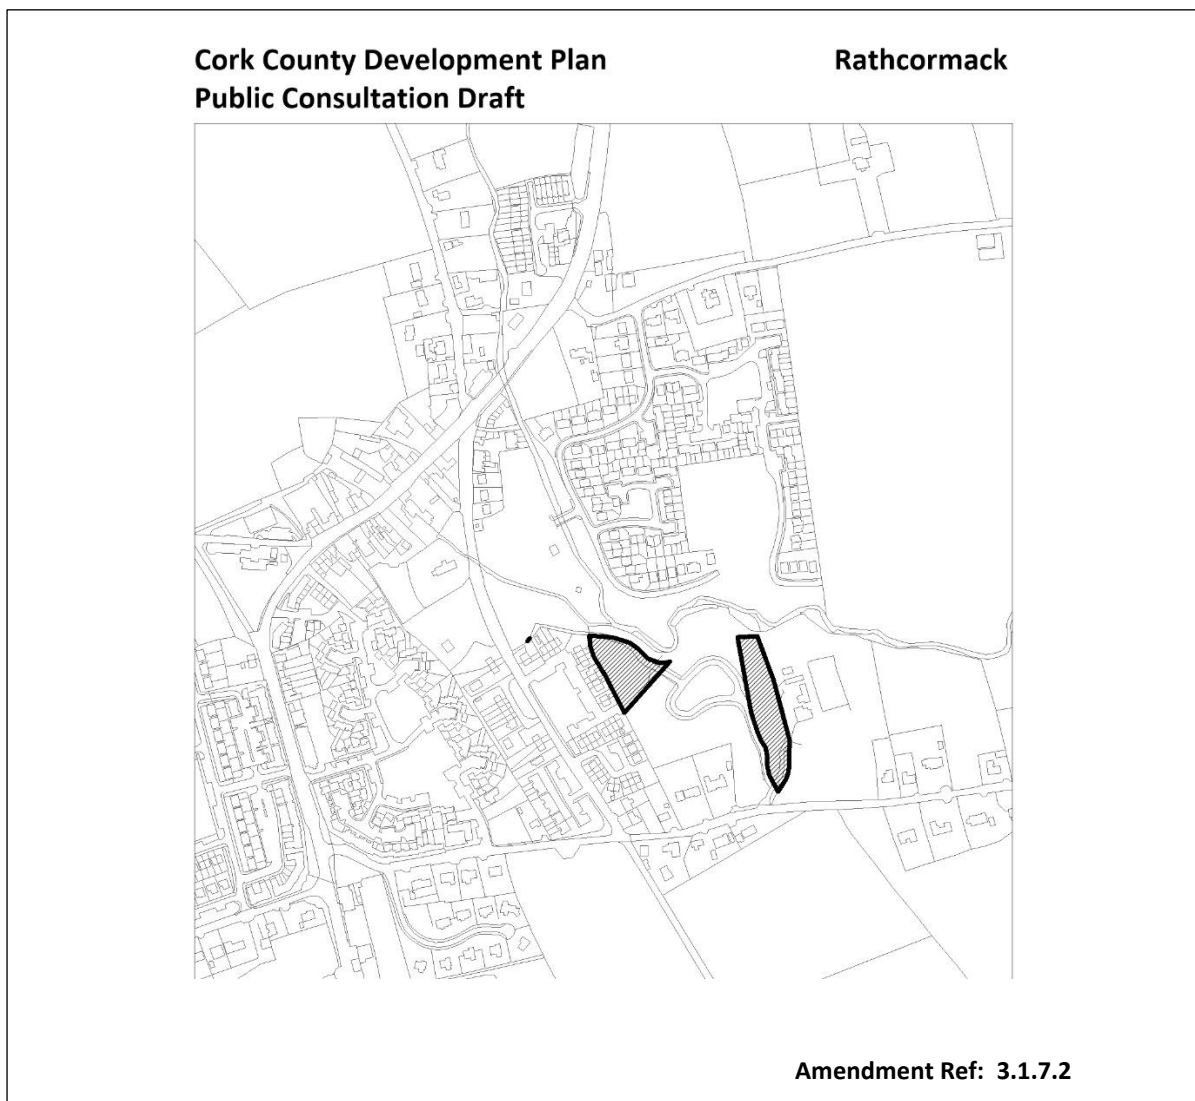 Cork County Development Plan Rathcormack
Public Consultation Draft
Amendment Ref: 3.1.7.2